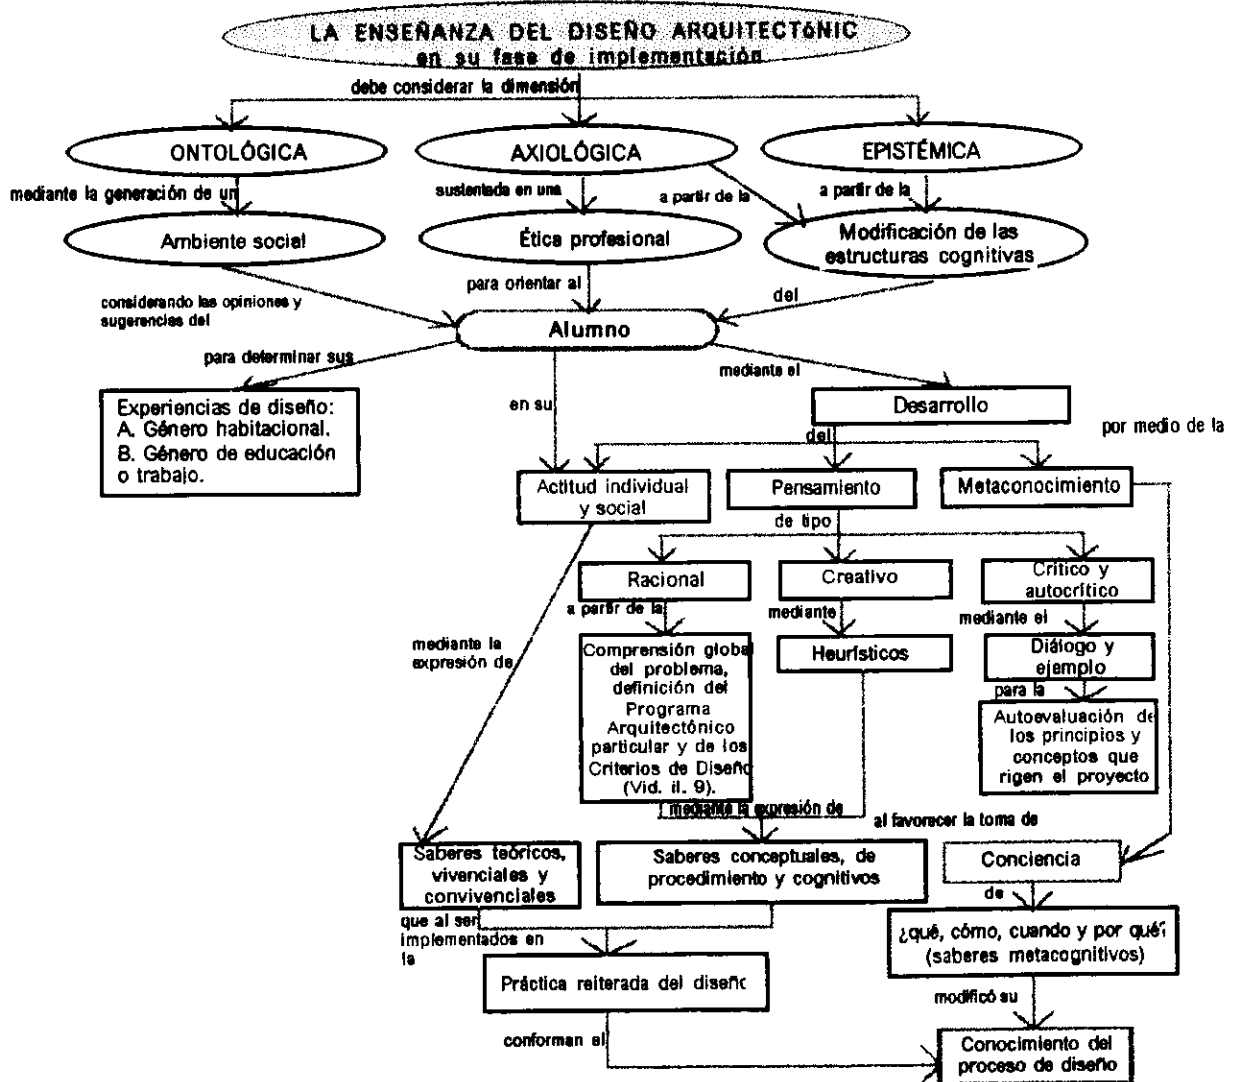 LA ENSEÑANZA DEL DISEÑO ARQUITECTóNIC
en su fase de implementación
debe considerar la dimensión
ONTOLÓGICA
AXIOLÓGICA
EPISTÉMICA
mediante la generación de un
sustentada en una
a partir de la
a partir de la
Ambiente social
Ética profesional
Modificación de las
estructuras cognitivas
considerando las opiniones y
sugerencias del
para orientar al
del
Alumno
para determinar sus
mediante el
Experiencias de diseño:
A. Género habitacional.
B. Género de educación
o trabajo.
en su
Desarrollo
del
por medio de la
Actitud individual
y social
Pensamiento
Metaconocimiento
de tipo
Racional
Creativo
Crítico y
autocrítico
a partir de la
mediante
mediante el
mediante la
expresión de
Comprensión global
del problema,
definición del
Programa
Arquitectónico
particular y de los
Criterios de Diseño
(Vid. il. 9).
Heurísticos
Diálogo y
ejemplo
para la
Autoevaluación de
los principios y
conceptos que
rigen el proyecto
mediante la expresión de
al favorecer la toma de
Saberes teóricos,
vivenciales y
convivenciales
Saberes conceptuales, de
procedimiento y cognitivos
Conciencia
de
que al ser
implementados en
la
¿qué, cómo, cuando y por qué?
(saberes metacognitivos)
Práctica reiterada del diseño
modificó su
conforman el
Conocimiento del
proceso de diseño